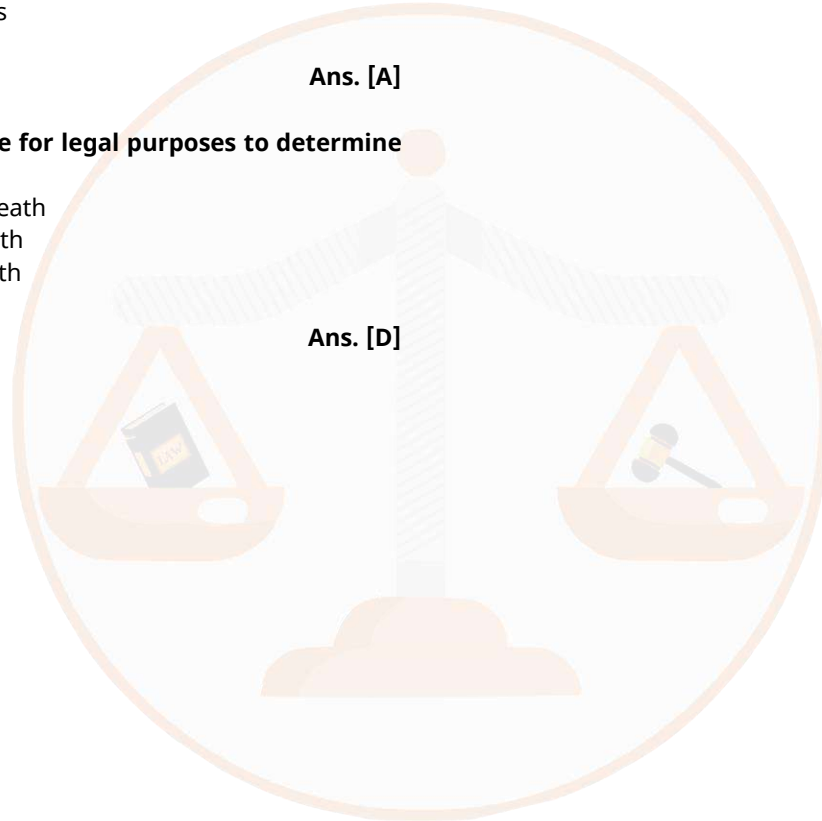 s
Ans. [A]
e for legal purposes to determine
eath
th
th
Ans. [D]
LAW